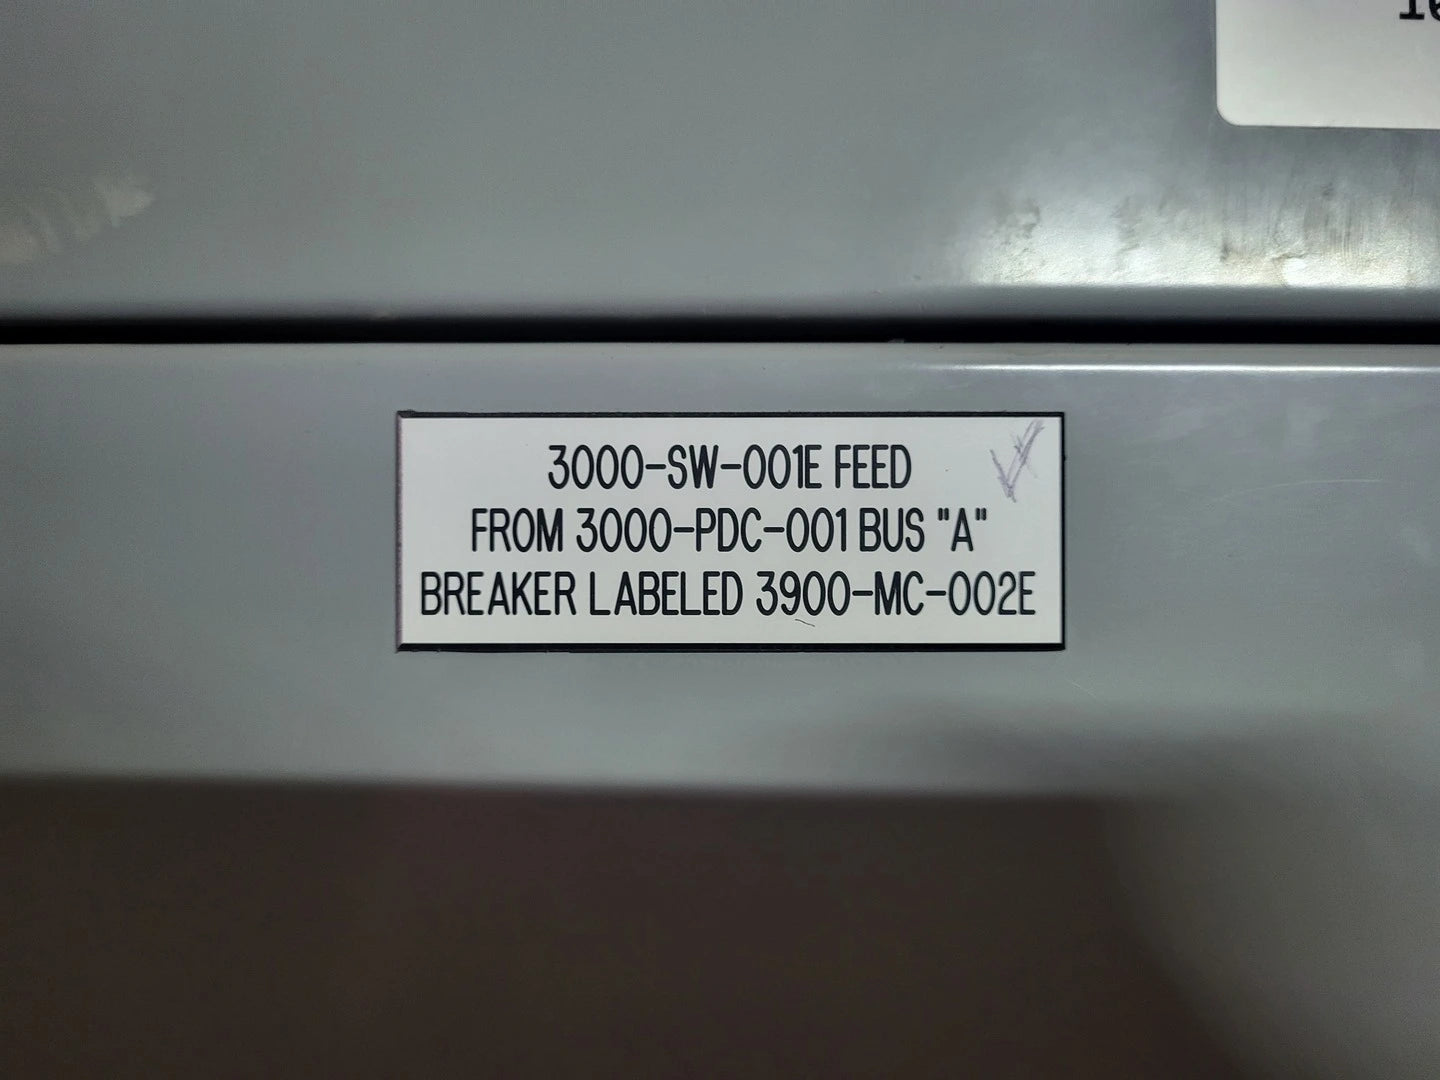 3000-SW-001E FEED
FROM 3000-PDC-001 BUS "A"
BREAKER LABELED 3900-MC-002E